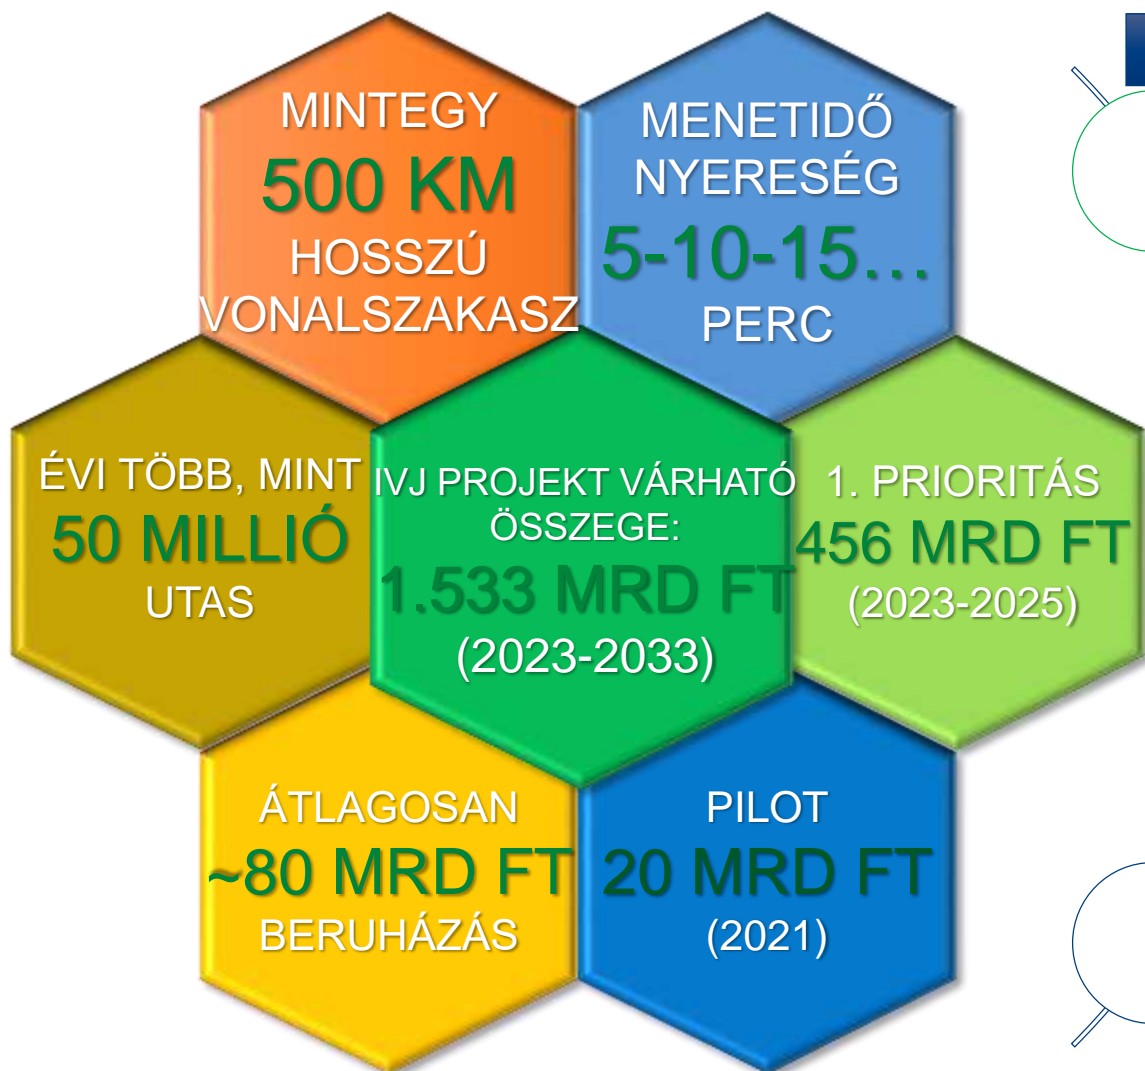 MINTEGY
500 KM
HOSSZÚ
VONALSZAKASZ
MENETIDŐ
NYERESÉG
5-10-15…
PERC
ÉVI TÖBB, MINT
50 MILLIÓ
UTAS
IVJ PROJEKT VÁRHATÓ
ÖSSZEGE:
1.533 MRD FT
(2023-2033)
1. PRIORITÁS
456 MRD FT
(2023-2025)
ÁTLAGOSAN
~80 MRD FT
BERUHÁZÁS
PILOT
20 MRD FT
(2021)